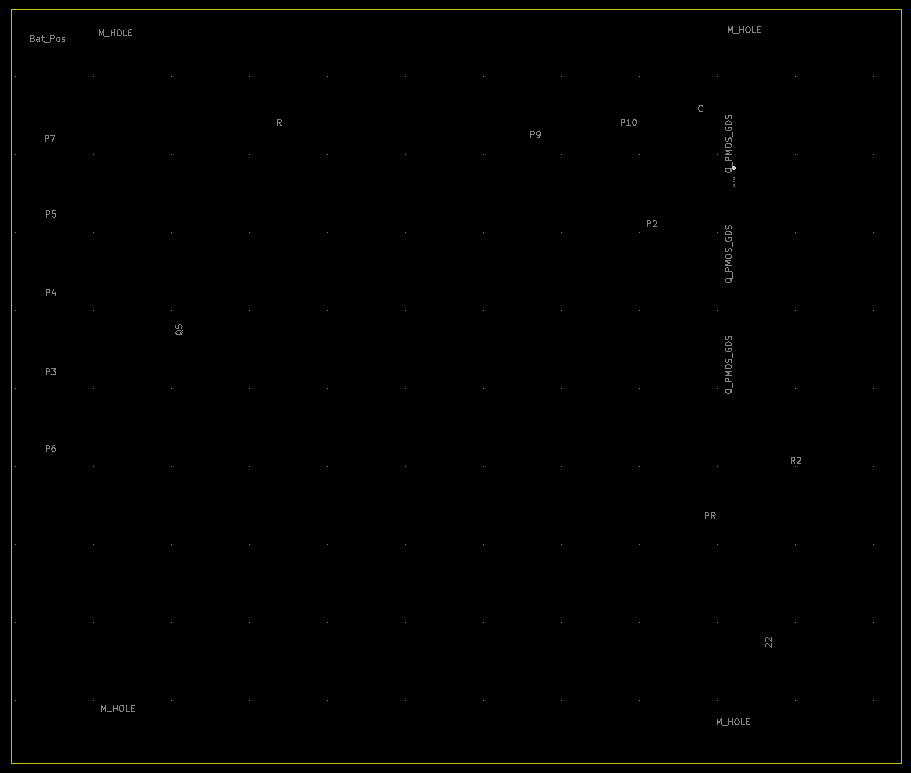 M_HOLE
M_HOLE
Bat_Pos
C
R
P10
P9
P7
Q_PMOS_GDS
P5
P2
Q_PMOS_GDS
P4
Q5
Q_PMOS_GDS
P3
P6
R2
PR
22
M_HOLE
M_HOLE